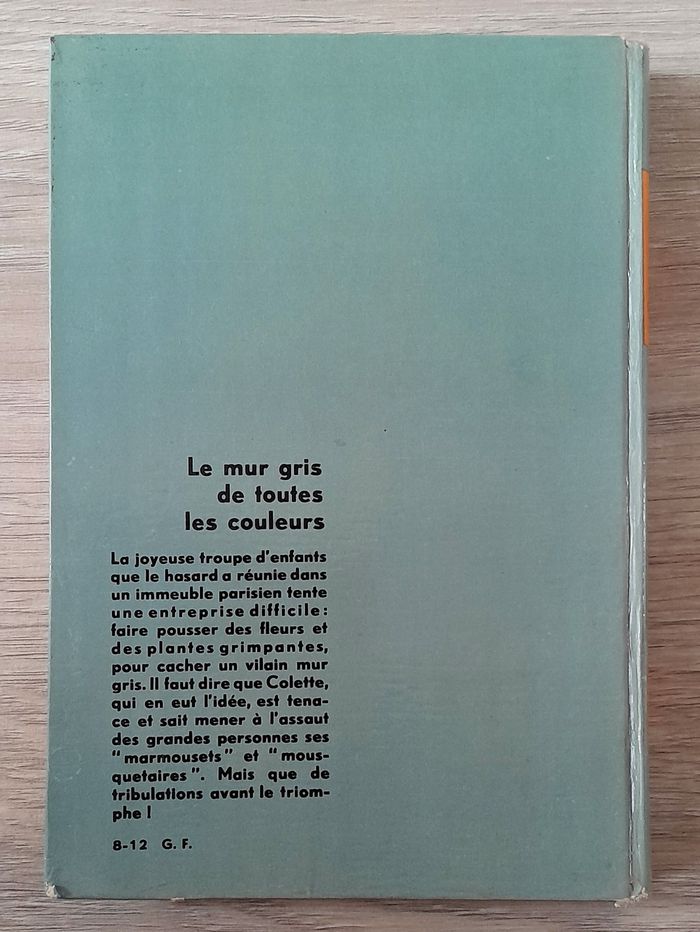 Le mur gris
de toutes
les couleurs
La joyeuse troupe d'enfants
que le hasard a réunie dans
un immeuble parisien tente
une entreprise difficile :
faire pousser des fleurs et
des plantes grimpantes,
pour cacher un vilain mur
gris. Il faut dire que Colette,
qui en eut l'idée, est tena-
ce et sait mener à l'assaut
des grandes personnes ses
"marmousets" et "mous-
quetaires". Mais que de
tribulations avant le triom-
phe !
8-12 G. F.